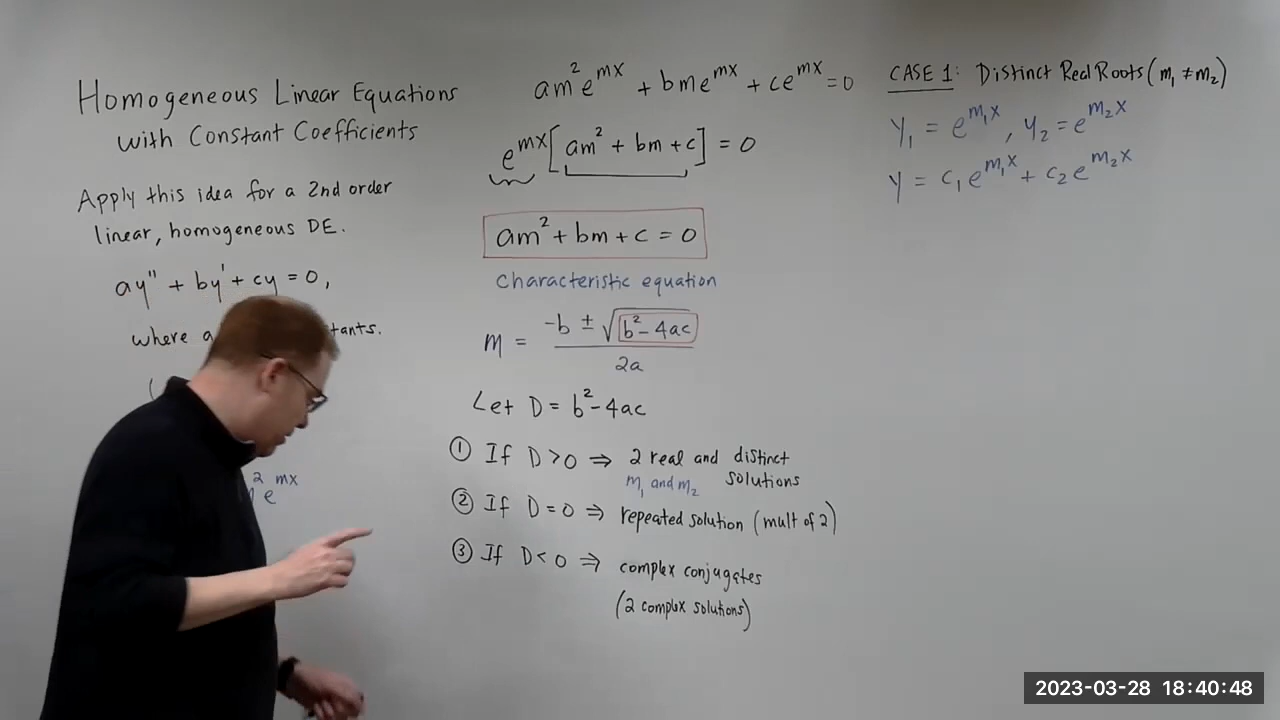 Homogeneous Linear Equations
with Constant Coefficients
Apply this idea for a 2nd order
linear, homogeneous DE.
ay'' + by' + cy = 0,
where
² mx
e
am²e^{mx} + bme^{mx} + ce^{mx} = 0
e^{mx}[am² + bm + c] = 0
am² + bm + c = 0
Characteristic equation
m = \frac{-b ± \sqrt{b² - 4ac}}{2a}
Let D = b² - 4ac
① If D > 0 ⇒ 2 real and distinct
m₁ and m₂ solutions
② If D = 0 ⇒ repeated solution (mult of 2)
③ If D < 0 ⇒ complex conjugates
(2 complex solutions)
CASE 1: Distinct Real Roots (m₁ ≠ m₂)
y₁ = e^{m₁x}, y₂ = e^{m₂x}
y = c₁e^{m₁x} + c₂e^{m₂x}
2023-03-28 18:40:48